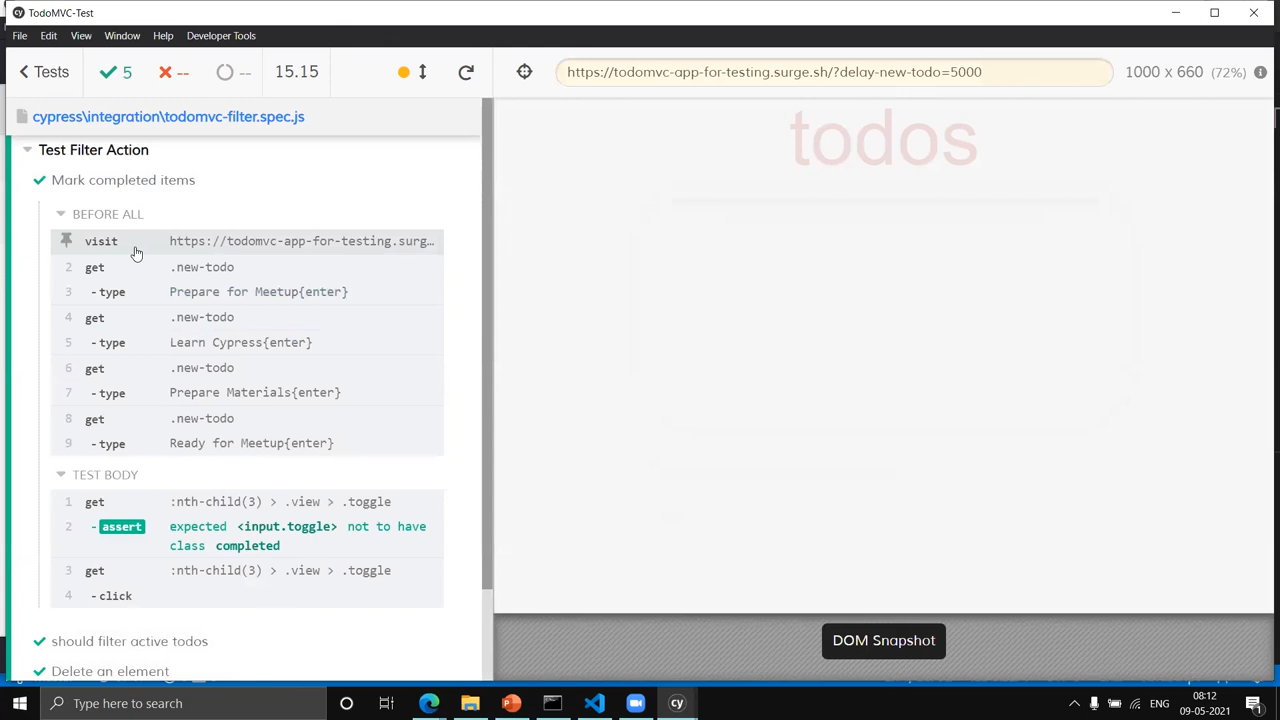 TodoMVC-Test
File Edit View Window Help Developer Tools
Tests 5 -- -- 15.15 https://todomvc-app-for-testing.surge.sh/?delay-new-todo=5000 1000 x 660 (72%)
cypress\integration\todomvc-filter.spec.js
Test Filter Action
Mark completed items
BEFORE ALL
visit https://todomvc-app-for-testing.surg…
2 get .new-todo
3 -type Prepare for Meetup{enter}
4 get .new-todo
5 -type Learn Cypress{enter}
6 get .new-todo
7 -type Prepare Materials{enter}
8 get .new-todo
9 -type Ready for Meetup{enter}
TEST BODY
1 get :nth-child(3) > .view > .toggle
2 -assert expected <input.toggle> not to have
class completed
3 get :nth-child(3) > .view > .toggle
4 -click
should filter active todos
Delete an element
todos
DOM Snapshot
Type here to search
ENG
08:12
09-05-2021